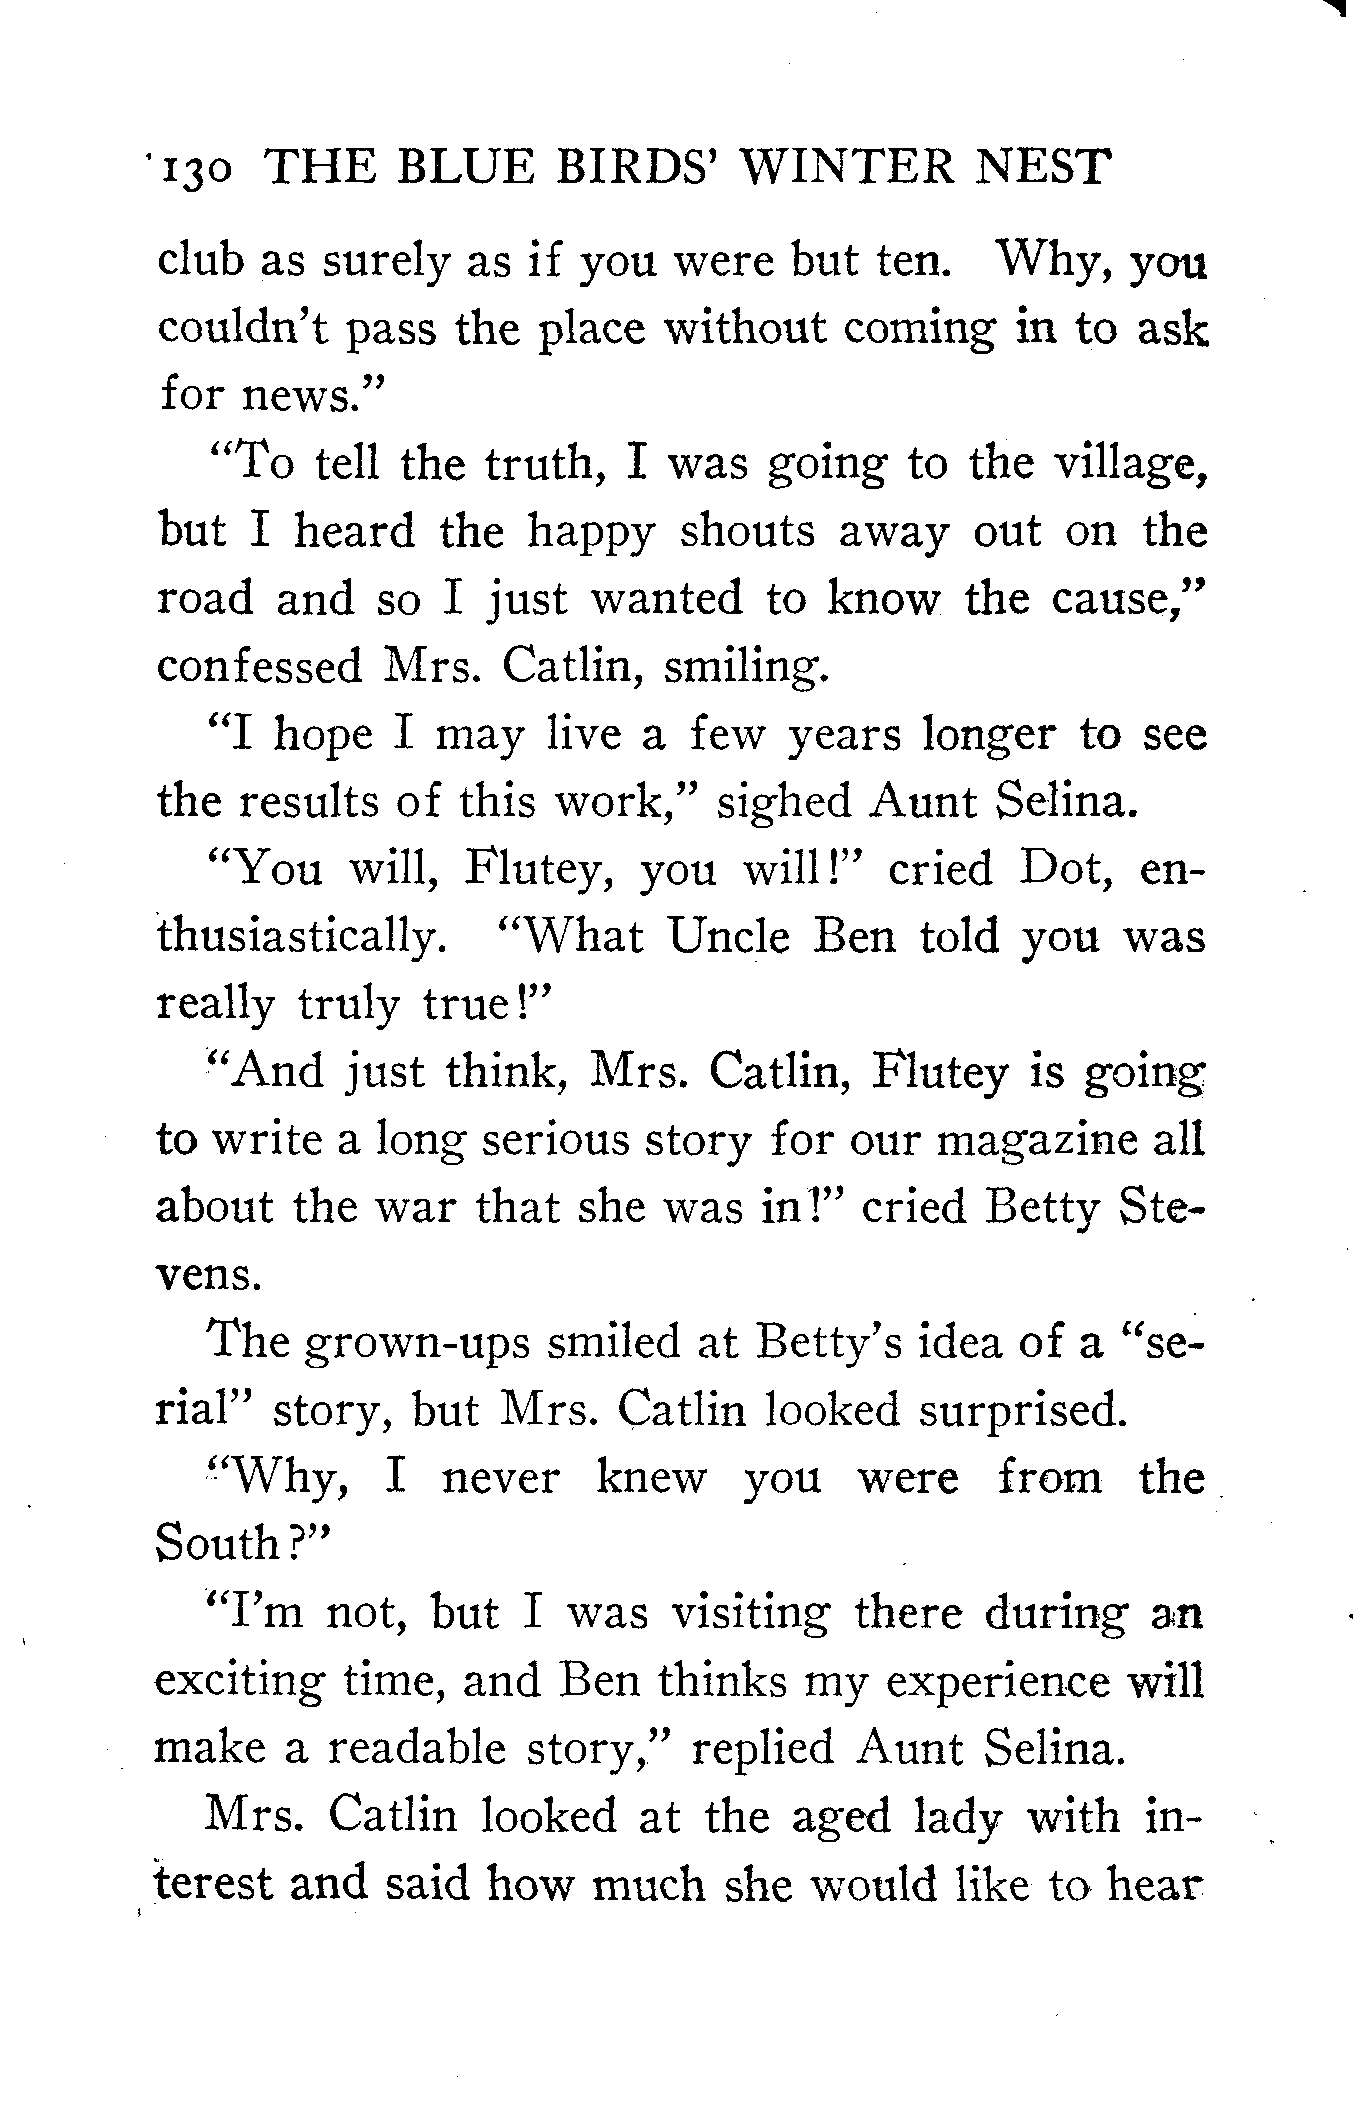 130 THE BLUE BIRDS' WINTER NEST
club as surely as if you were but ten. Why, you
couldn't pass the place without coming in to ask
for news."
"To tell the truth, I was going to the village,
but I heard the happy shouts away out on the
road and so I just wanted to know the cause,"
confessed Mrs. Catlin, smiling.
"I hope I may live a few years longer to see
the results of this work," sighed Aunt Selina.
"You will, Flutey, you will!" cried Dot, en-
thusiastically. "What Uncle Ben told you was
really truly true!"
"And just think, Mrs. Catlin, Flutey is going
to write a long serious story for our magazine all
about the war that she was in!" cried Betty Ste-
vens.
The grown-ups smiled at Betty's idea of a "se-
rial" story, but Mrs. Catlin looked surprised.
"Why, I never knew you were from the
South?"
"I'm not, but I was visiting there during an
exciting time, and Ben thinks my experience will
make a readable story," replied Aunt Selina.
Mrs. Catlin looked at the aged lady with in-
terest and said how much she would like to hear